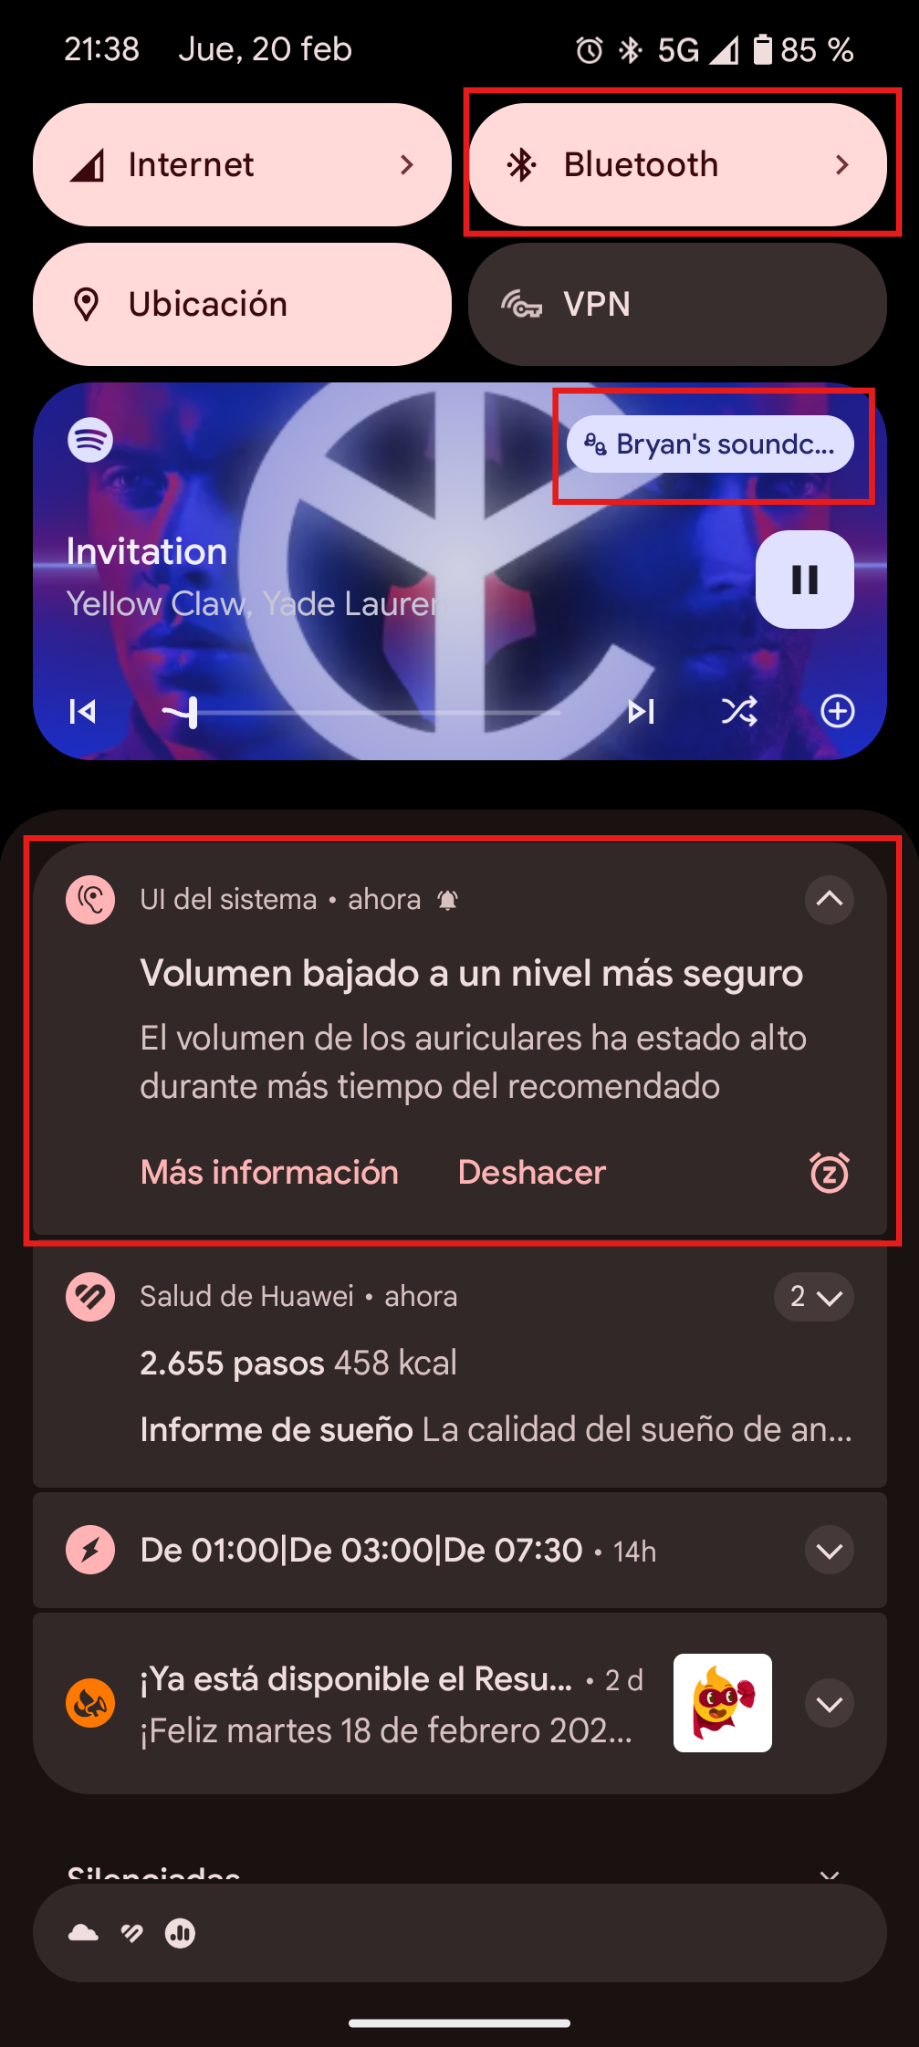 21:38 Jue, 20 feb 5G 85 %
Internet
Bluetooth
Ubicación
VPN
Bryan's soundc...
Invitation
Yellow Claw, Yade Lauren
UI del sistema • ahora
Volumen bajado a un nivel más seguro
El volumen de los auriculares ha estado alto
durante más tiempo del recomendado
Más información Deshacer
Salud de Huawei • ahora 2
2.655 pasos 458 kcal
Informe de sueño La calidad del sueño de an...
De 01:00|De 03:00|De 07:30 • 14h
¡Ya está disponible el Resu... • 2 d
¡Feliz martes 18 de febrero 202...
Silenciadas